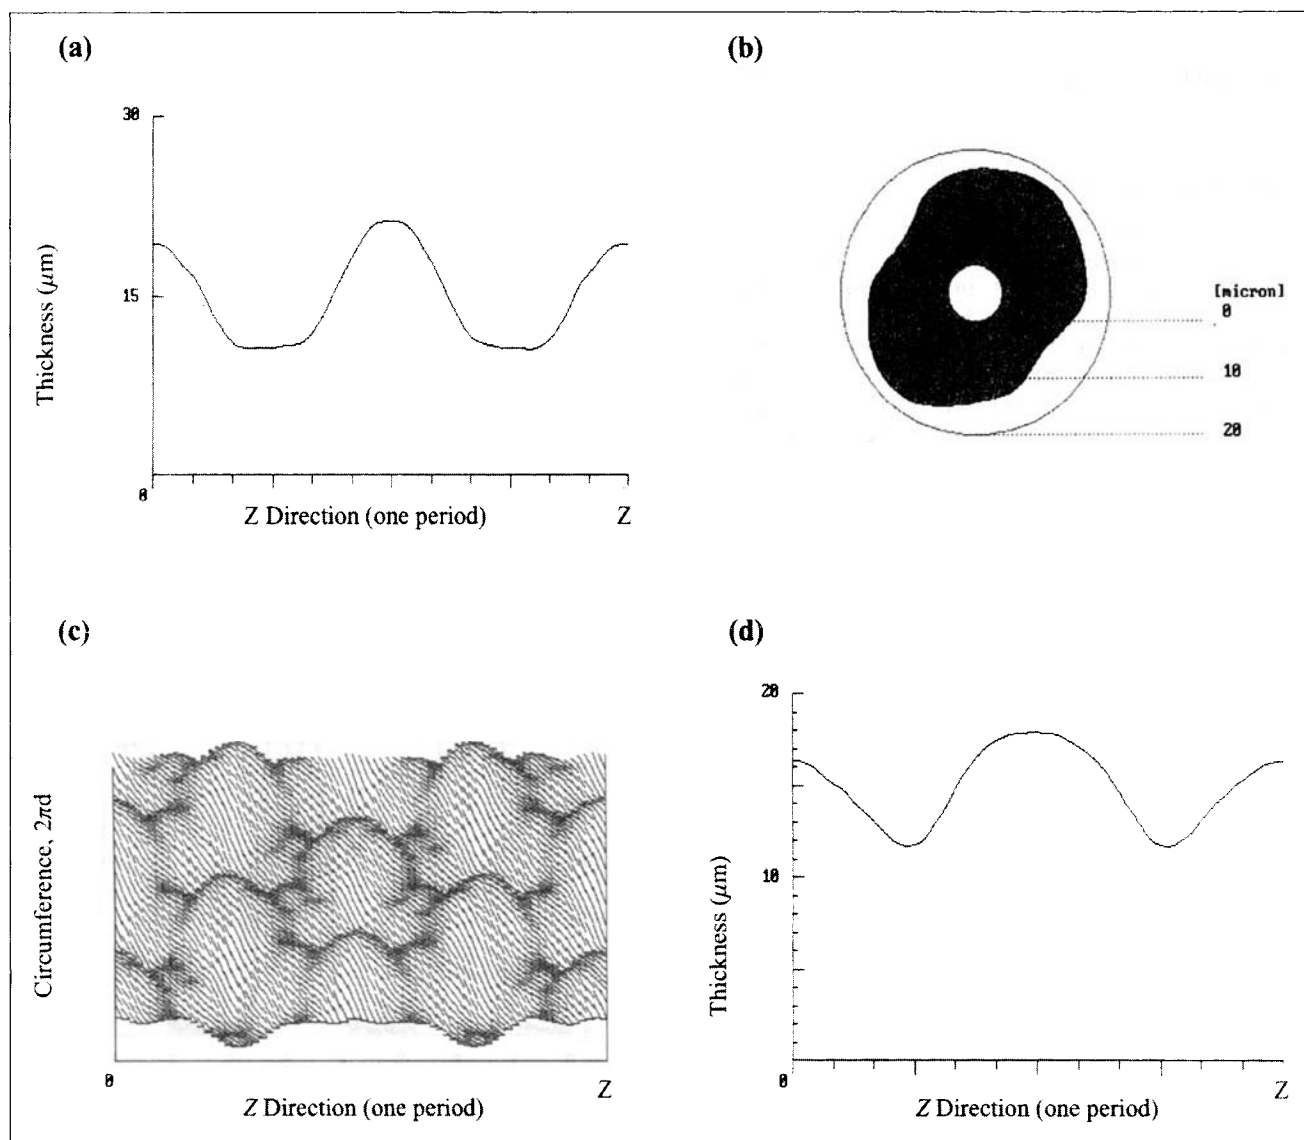 (a)
30
15
0
Thickness (μm)
Z Direction (one period)
Z
(b)
[micron]
0
10
20
(c)
Circumference, 2πd
0
Z Direction (one period)
Z
(d)
20
10
0
Thickness (μm)
Z Direction (one period)
Z